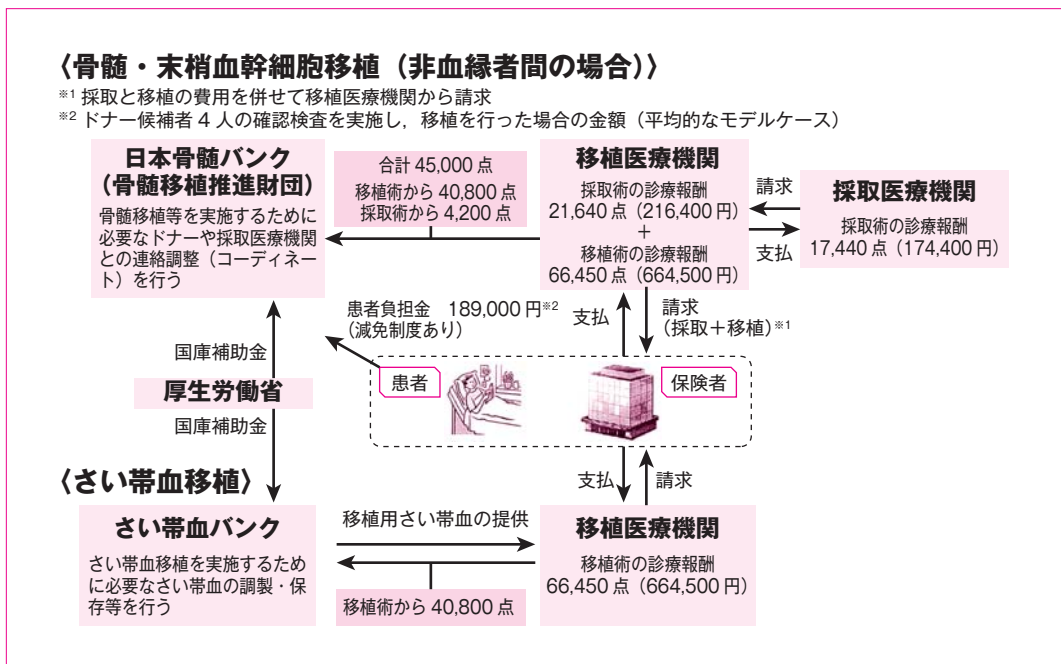 〈骨髄・末梢血幹細胞移植（非血縁者間の場合）〉
※1 採取と移植の費用を併せて移植医療機関から請求
※2 ドナー候補者 4 人の確認検査を実施し，移植を行った場合の金額（平均的なモデルケース）
日本骨髄バンク
（骨髄移植推進財団）
骨髄移植等を実施するために
必要なドナーや採取医療機関
との連絡調整（コーディネー
ト）を行う
合計 45,000 点
移植術から 40,800 点
採取術から 4,200 点
移植医療機関
採取術の診療報酬
21,640 点（216,400 円）
+
移植術の診療報酬
66,450 点（664,500 円）
請求
支払
採取医療機関
採取術の診療報酬
17,440 点（174,400 円）
患者負担金　189,000 円※2
（減免制度あり）
支払
請求
（採取＋移植）※1
国庫補助金
厚生労働省
国庫補助金
患者
保険者
支払
請求
〈さい帯血移植〉
さい帯血バンク
さい帯血移植を実施するため
に必要なさい帯血の調製・保
存等を行う
移植用さい帯血の提供
移植術から 40,800 点
移植医療機関
移植術の診療報酬
66,450 点（664,500 円）